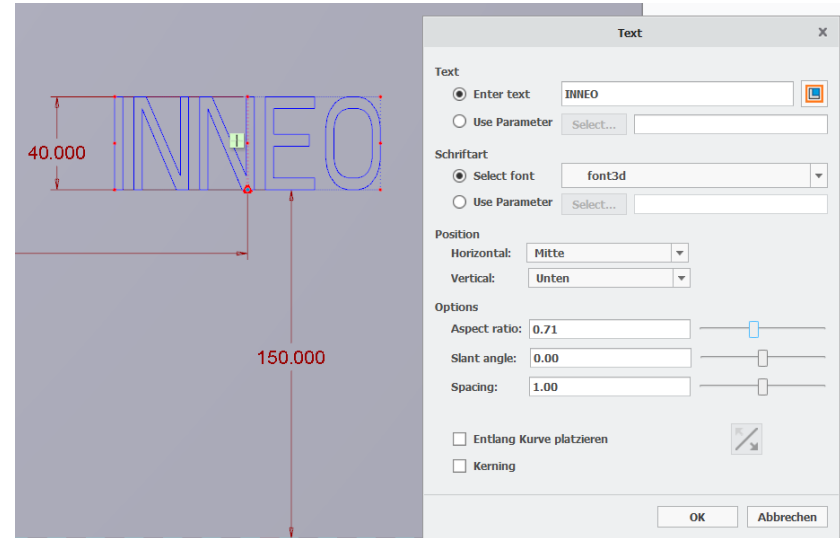 INNEO
40.000
150.000
Text
x
Text
Enter text INNEO
Use Parameter Select...
Schriftart
Select font font3d
Use Parameter Select...
Position
Horizontal: Mitte
Vertical: Unten
Options
Aspect ratio: 0.71
Slant angle: 0.00
Spacing: 1.00
Entlang Kurve platzieren
Kerning
OK Abbrechen